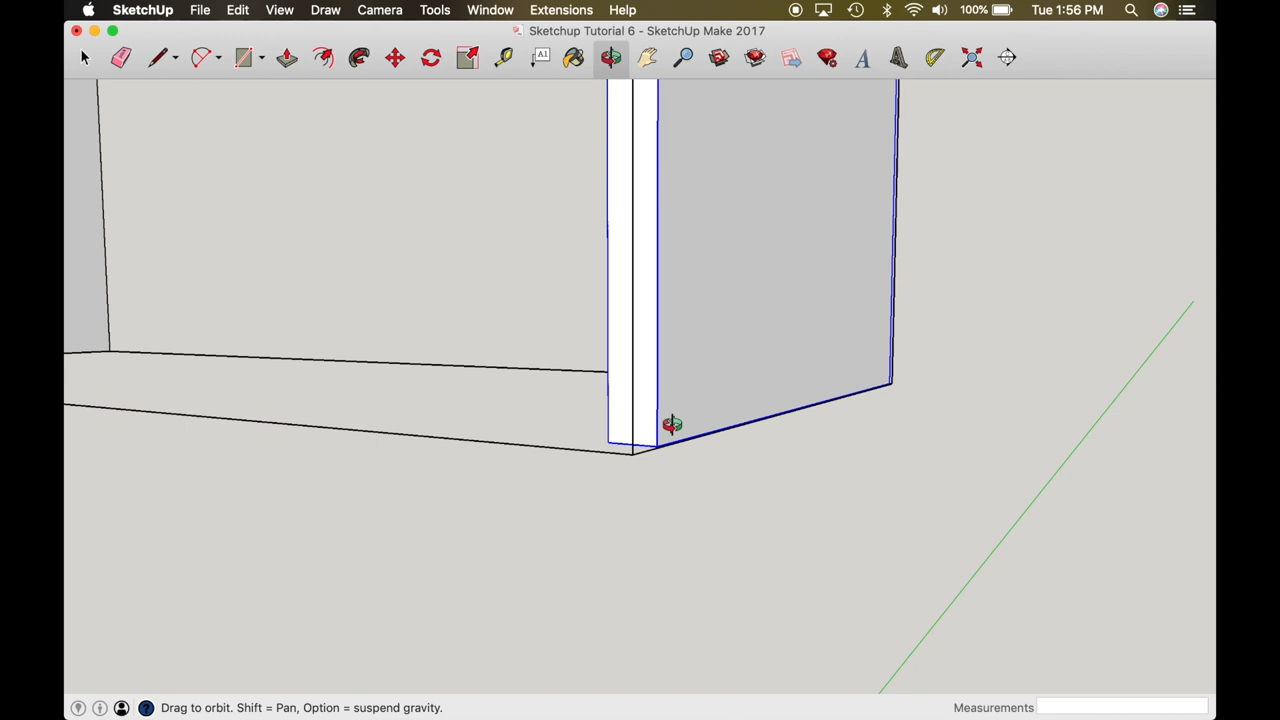 SketchUp File Edit View Draw Camera Tools Window Extensions Help 100% Tue 1:56 PM
Sketchup Tutorial 6 - SketchUp Make 2017
A1 A
Drag to orbit. Shift = Pan, Option = suspend gravity. Measurements